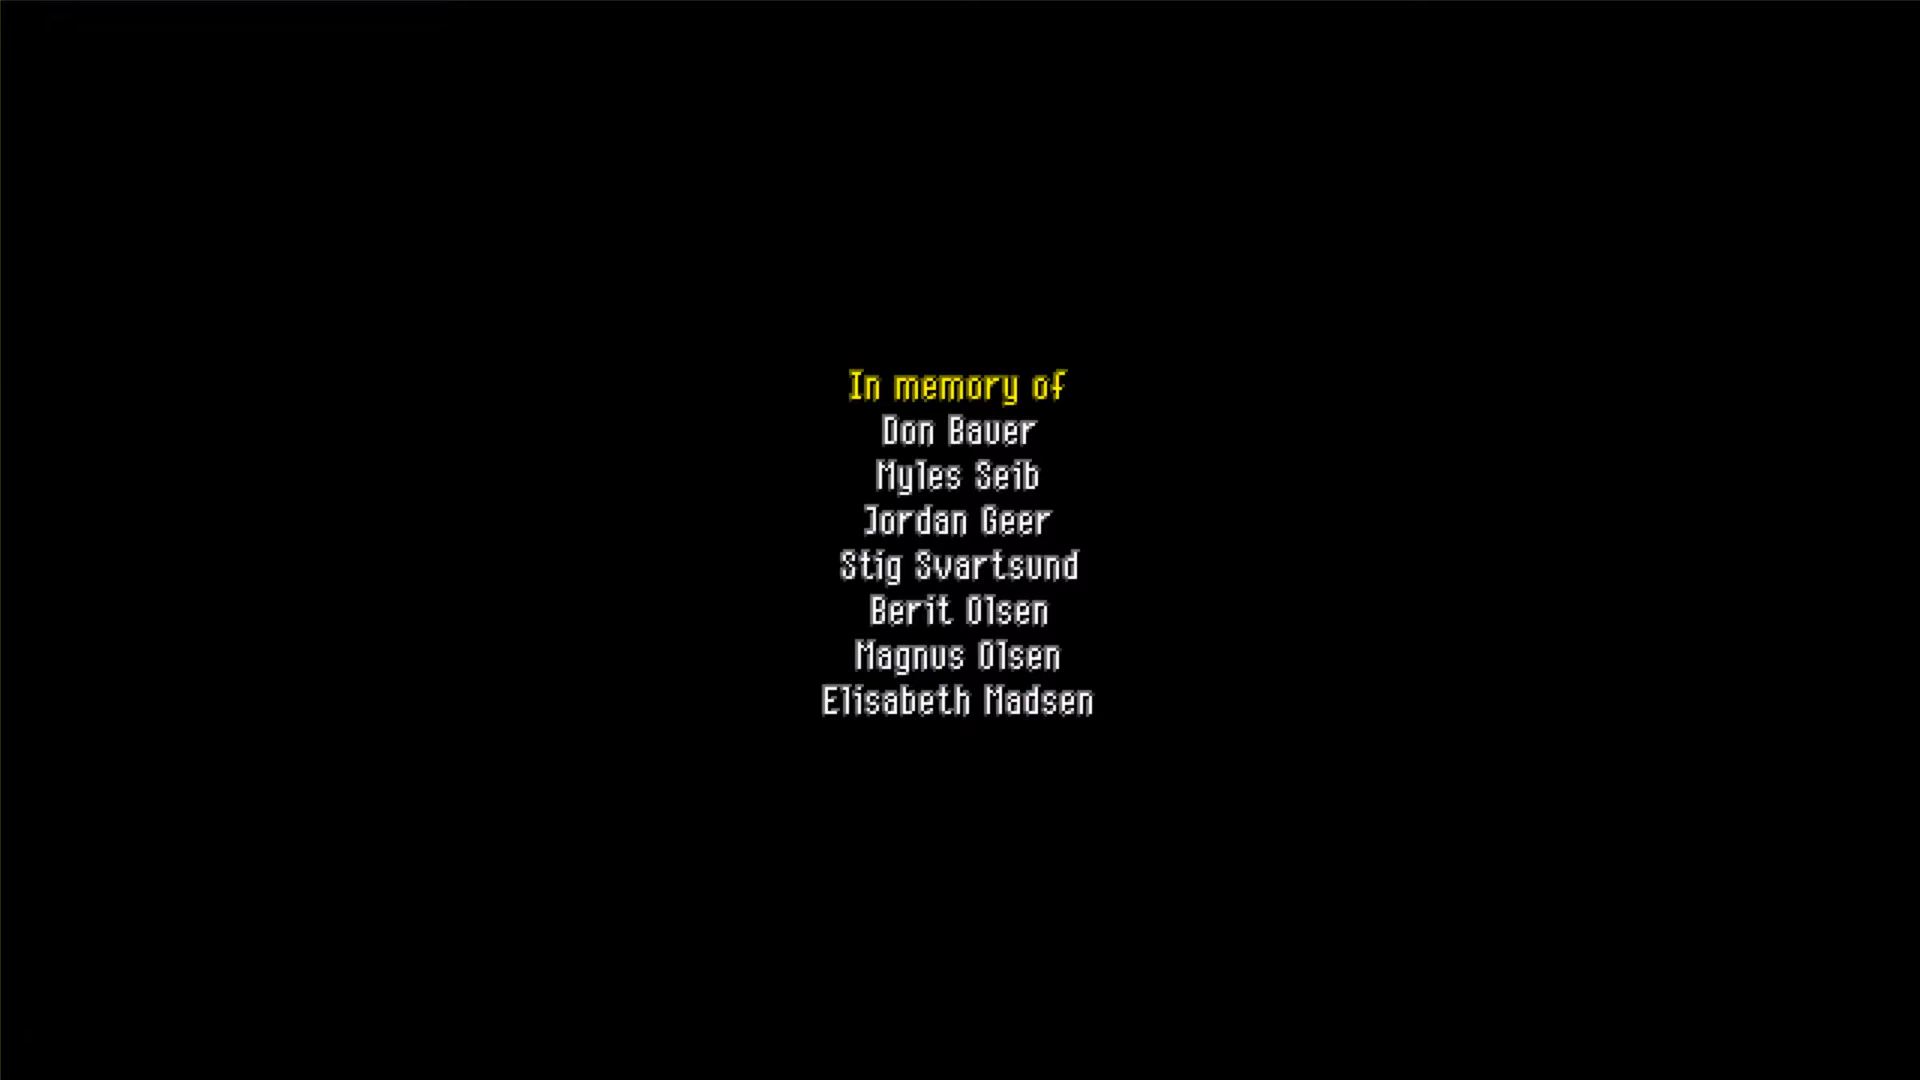 In memory of
Don Bauer
Myles Seib
Jordan Geer
Stig Svartsund
Berit Olsen
Magnus Olsen
Elisabeth Madsen